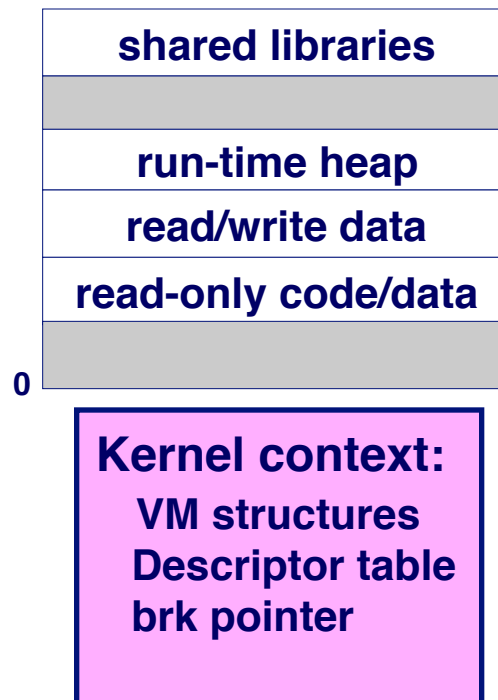 shared libraries
run-time heap
read/write data
read-only code/data
0
Kernel context:
VM structures
Descriptor table
brk pointer